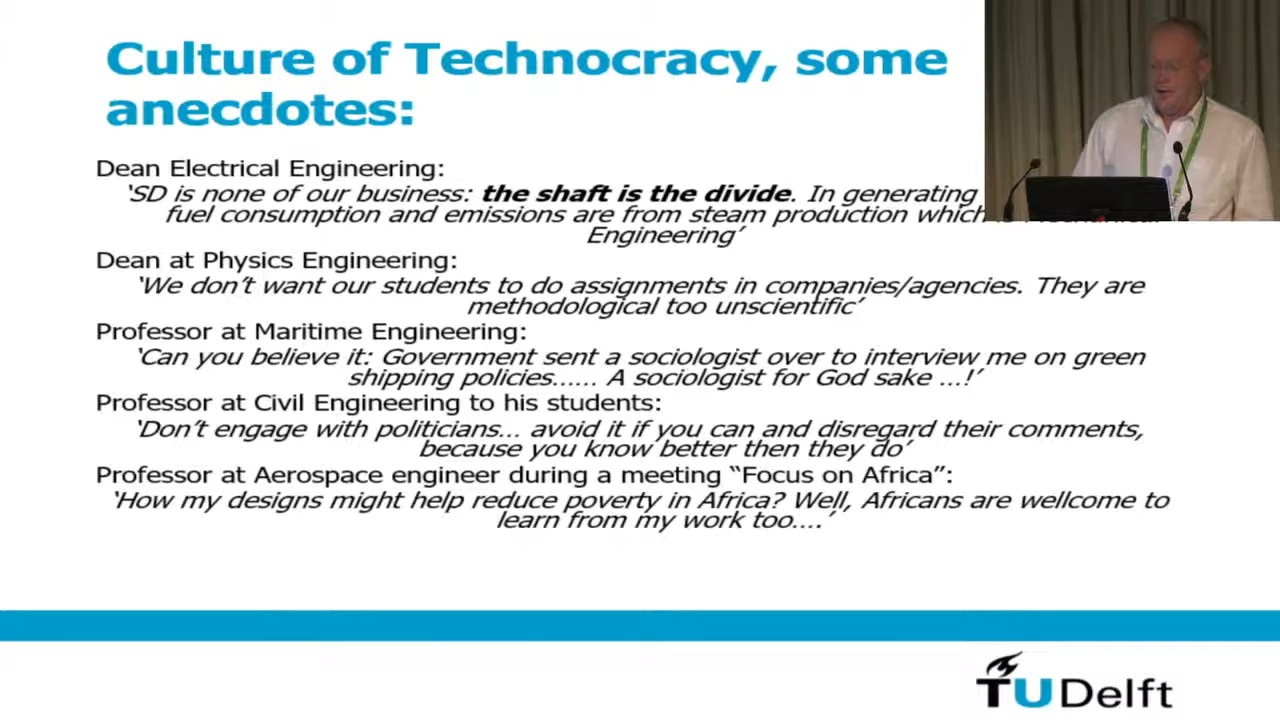 Culture of Technocracy, some
anecdotes:
Dean Electrical Engineering:
‘SD is none of our business: the shaft is the divide. In generating
fuel consumption and emissions are from steam production which
Engineering’
Dean at Physics Engineering:
‘We don’t want our students to do assignments in companies/agencies. They are
methodological too unscientific’
Professor at Maritime Engineering:
‘Can you believe it: Government sent a sociologist over to interview me on green
shipping policies...... A sociologist for God sake ...!’
Professor at Civil Engineering to his students:
‘Don’t engage with politicians... avoid it if you can and disregard their comments,
because you know better then they do’
Professor at Aerospace engineer during a meeting “Focus on Africa”:
‘How my designs might help reduce poverty in Africa? Well, Africans are wellcome to
learn from my work too....’
TUDelft